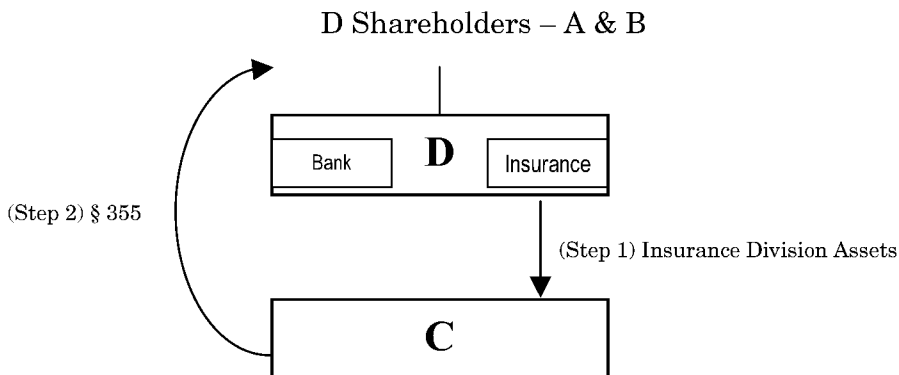 D Shareholders – A & B
Bank
D
Insurance
(Step 2) § 355
(Step 1) Insurance Division Assets
C